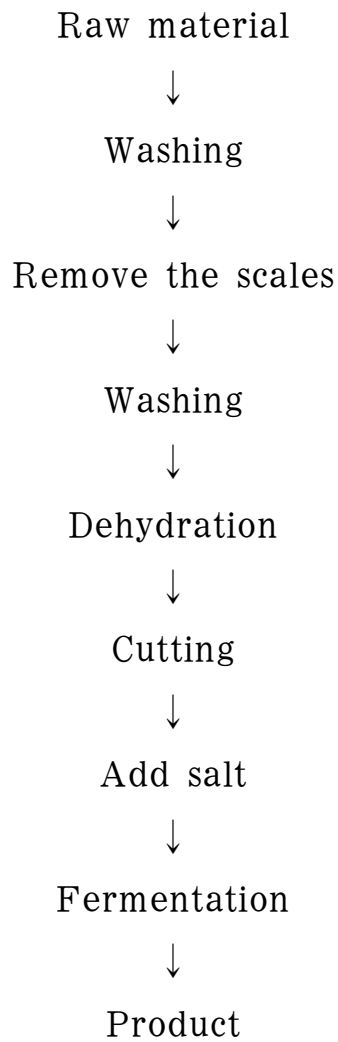 Raw material
↓
Washing
↓
Remove the scales
↓
Washing
↓
Dehydration
↓
Cutting
↓
Add salt
↓
Fermentation
↓
Product